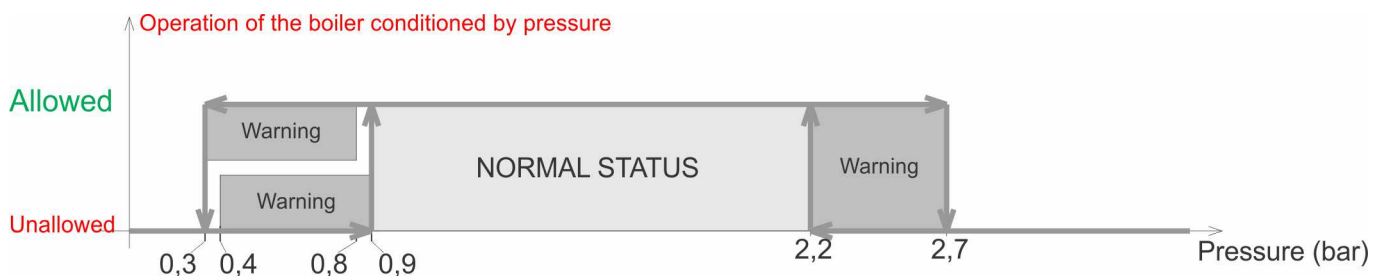 Operation of the boiler conditioned by pressure
Allowed
Warning
NORMAL STATUS
Warning
Warning
Unallowed
0,3 0,4 0,8 0,9 2,2 2,7
Pressure (bar)